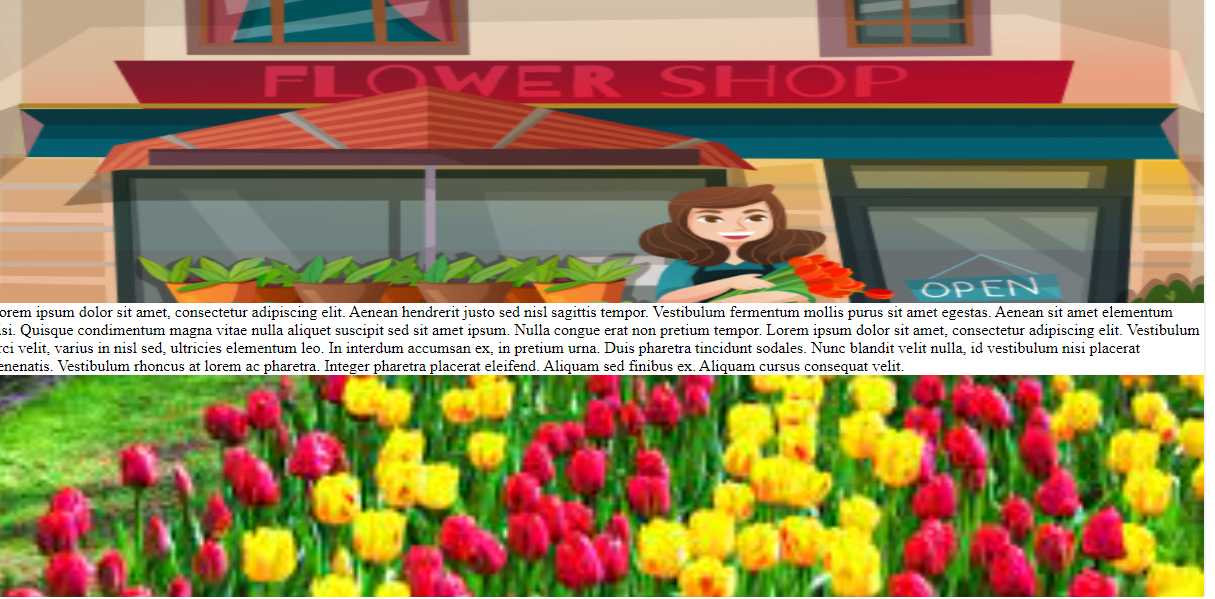 FLOWER SHOP
OPEN
orem ipsum dolor sit amet, consectetur adipiscing elit. Aenean hendrerit justo sed nisl sagittis tempor. Vestibulum fermentum mollis purus sit amet egestas. Aenean sit amet elementum
isi. Quisque condimentum magna vitae nulla aliquet suscipit sed sit amet ipsum. Nulla congue erat non pretium tempor. Lorem ipsum dolor sit amet, consectetur adipiscing elit. Vestibulum
rci velit, varius in nisl sed, ultricies elementum leo. In interdum accumsan ex, in pretium urna. Duis pharetra tincidunt sodales. Nunc blandit velit nulla, id vestibulum nisi placerat
enenatis. Vestibulum rhoncus at lorem ac pharetra. Integer pharetra placerat eleifend. Aliquam sed finibus ex. Aliquam cursus consequat velit.